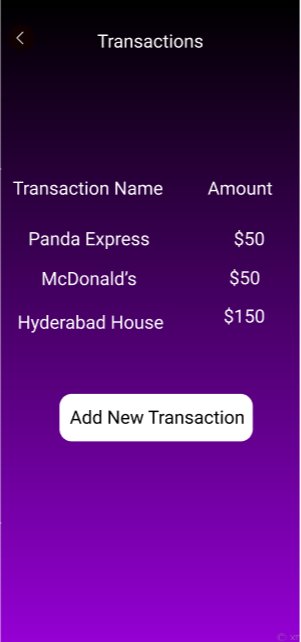 Transactions
Transaction Name Amount
Panda Express $50
McDonald’s $50
Hyderabad House $150
Add New Transaction